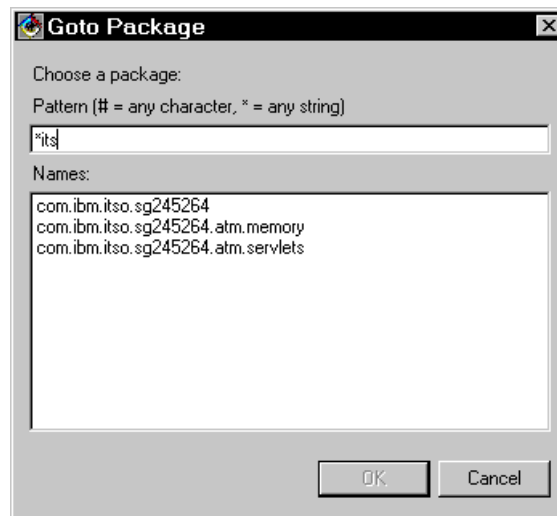 Goto Package
Choose a package:
Pattern (# = any character, * = any string)
*its
Names:
com.ibm.itso.sg245264
com.ibm.itso.sg245264.atm.memory
com.ibm.itso.sg245264.atm.servlets
OK
Cancel